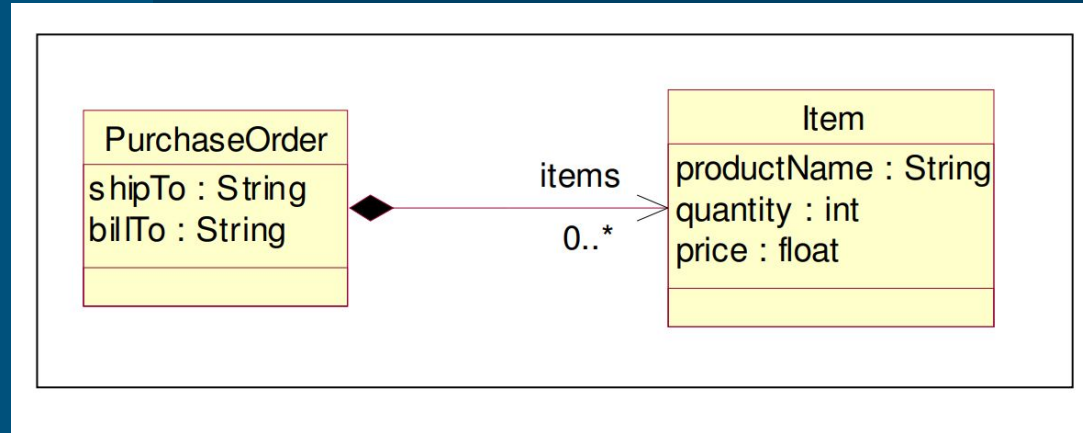 PurchaseOrder
shipTo : String
billTo : String
items
0..*
Item
productName : String
quantity : int
price : float